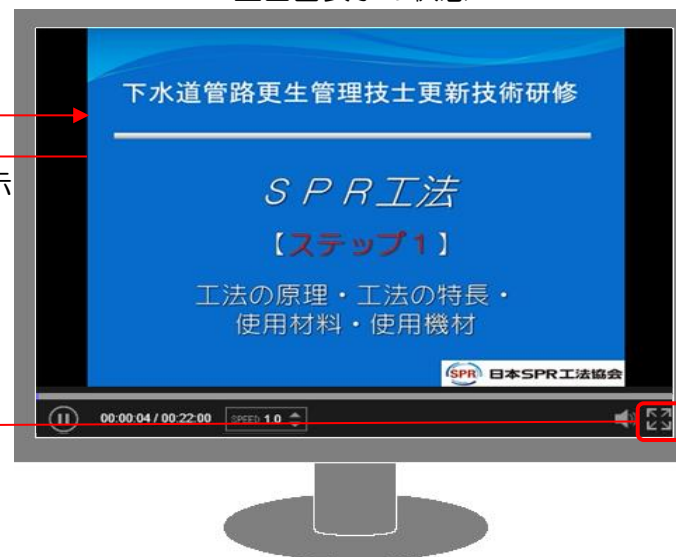 下水道管路更生管理技士更新技術研修
示
ＳＰＲ工法
【ステップ１】
工法の原理・工法の特長・
使用材料・使用機材
SPR 日本SPR工法協会
00:00:04 / 00:22:00 SPEED 1.0